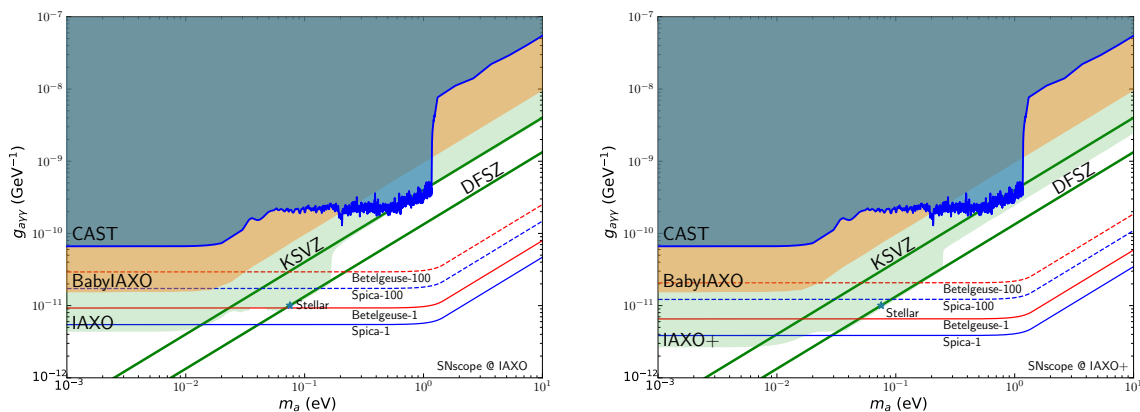 10⁻⁷
10⁻⁸
10⁻⁹
10⁻¹⁰
10⁻¹¹
10⁻¹²
gₐγγ (GeV⁻¹)
CAST
BabyIAXO
IAXO
KSVZ
DFSZ
Betelgeuse-100
Spica-100
Stellar
Betelgeuse-1
Spica-1
SNscope @ IAXO
10⁻³
10⁻²
10⁻¹
10⁰
10¹
mₐ (eV)
10⁻⁷
10⁻⁸
10⁻⁹
10⁻¹⁰
10⁻¹¹
10⁻¹²
gₐγγ (GeV⁻¹)
CAST
BabyIAXO
IAXO+
KSVZ
DFSZ
Betelgeuse-100
Spica-100
Stellar
Betelgeuse-1
Spica-1
SNscope @ IAXO+
10⁻³
10⁻²
10⁻¹
10⁰
10¹
mₐ (eV)